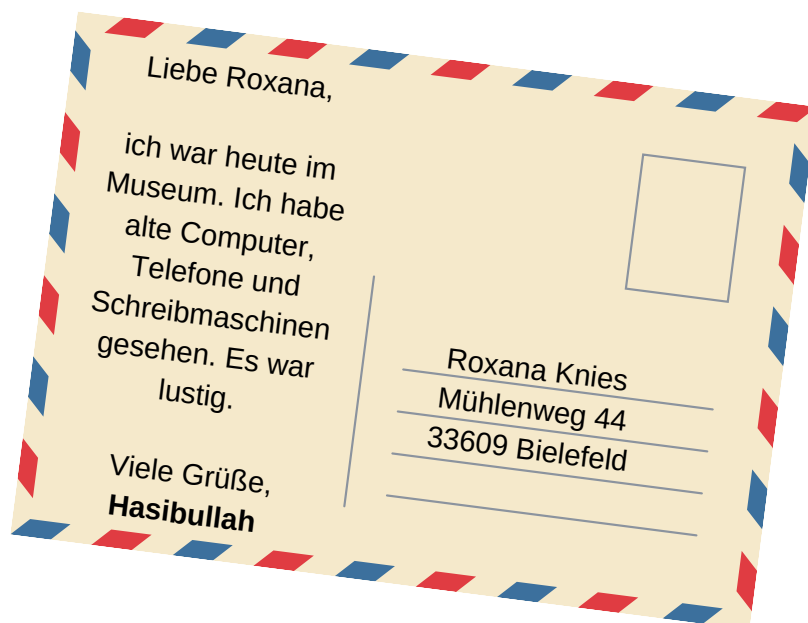 Liebe Roxana,
ich war heute im
Museum. Ich habe
alte Computer,
Telefone und
Schreibmaschinen
gesehen. Es war
lustig.
Viele Grüße,
Hasibullah
Roxana Knies
Mühlenweg 44
33609 Bielefeld